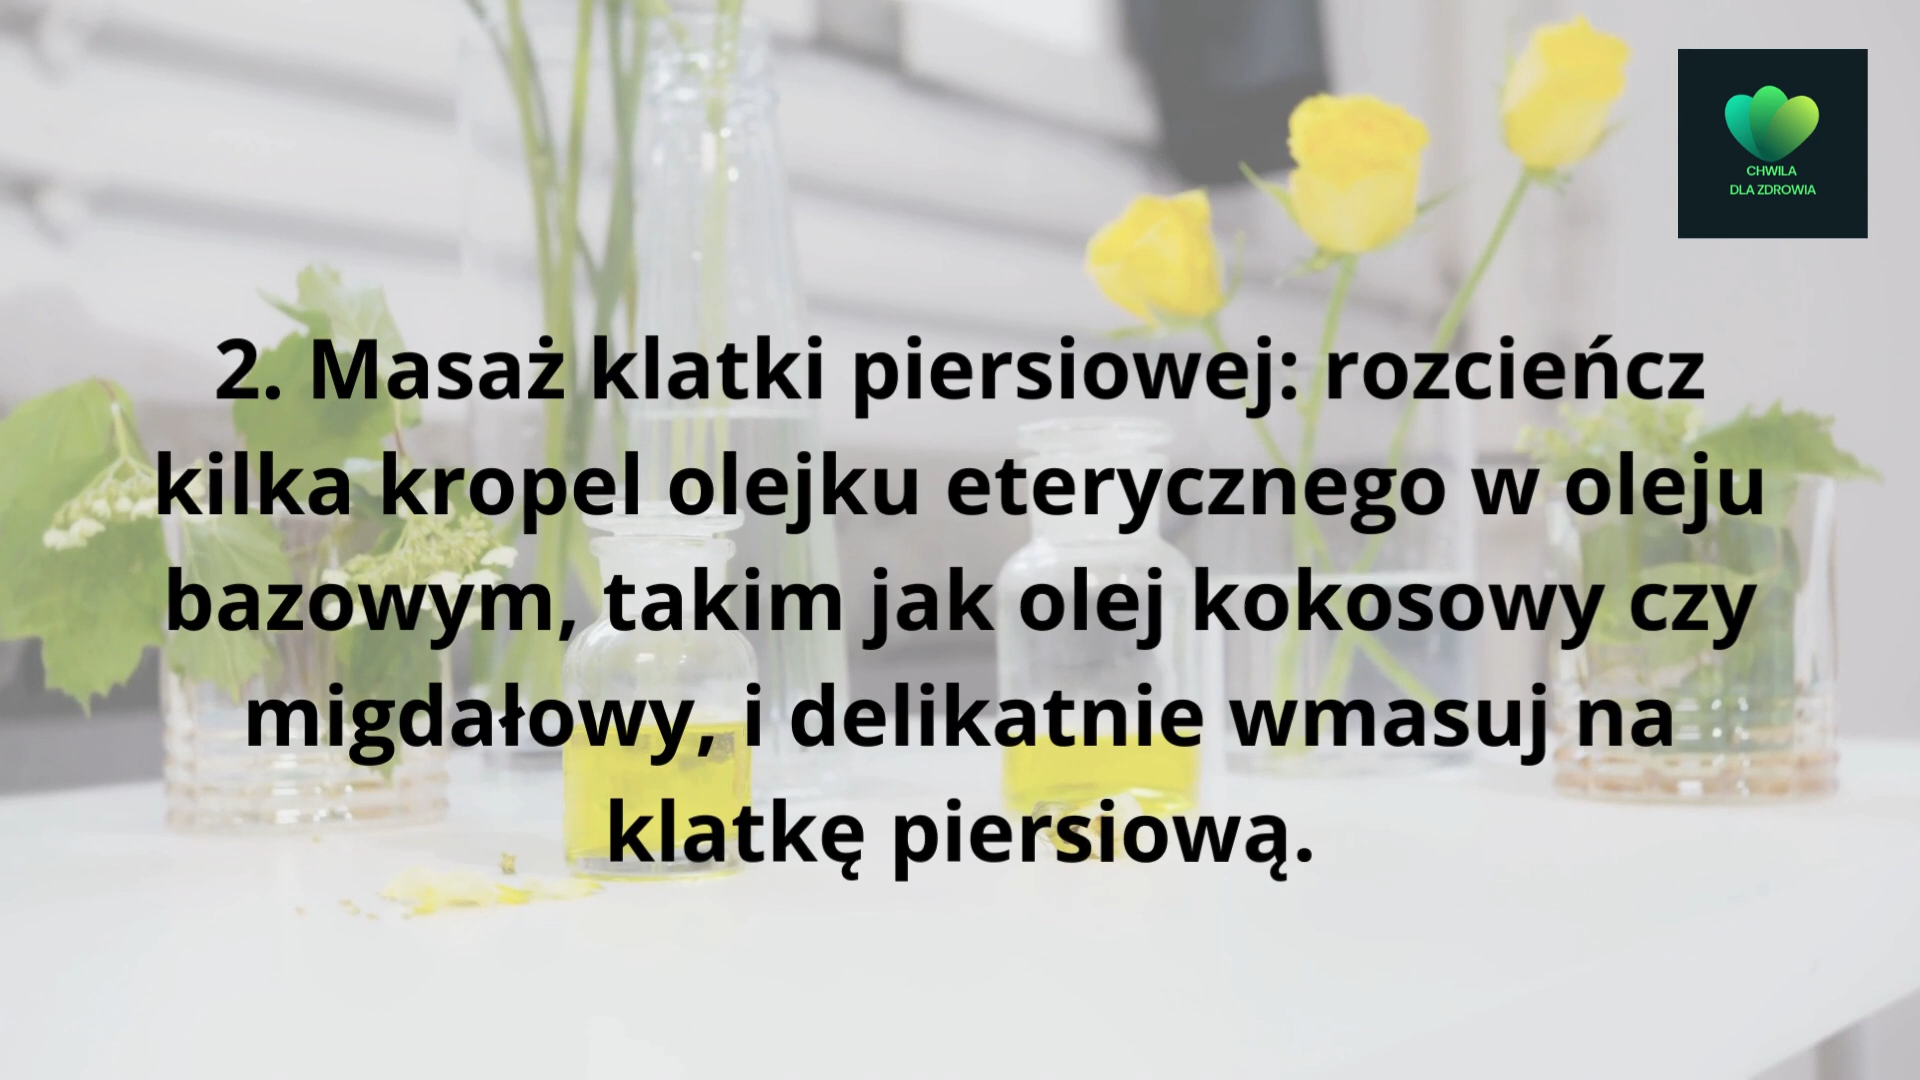 CHWILA
DLA ZDROWIA
2. Masaż klatki piersiowej: rozcieńcz
kilka kropel olejku eterycznego w oleju
bazowym, takim jak olej kokosowy czy
migdałowy, i delikatnie wmasuj na
klatkę piersiową.